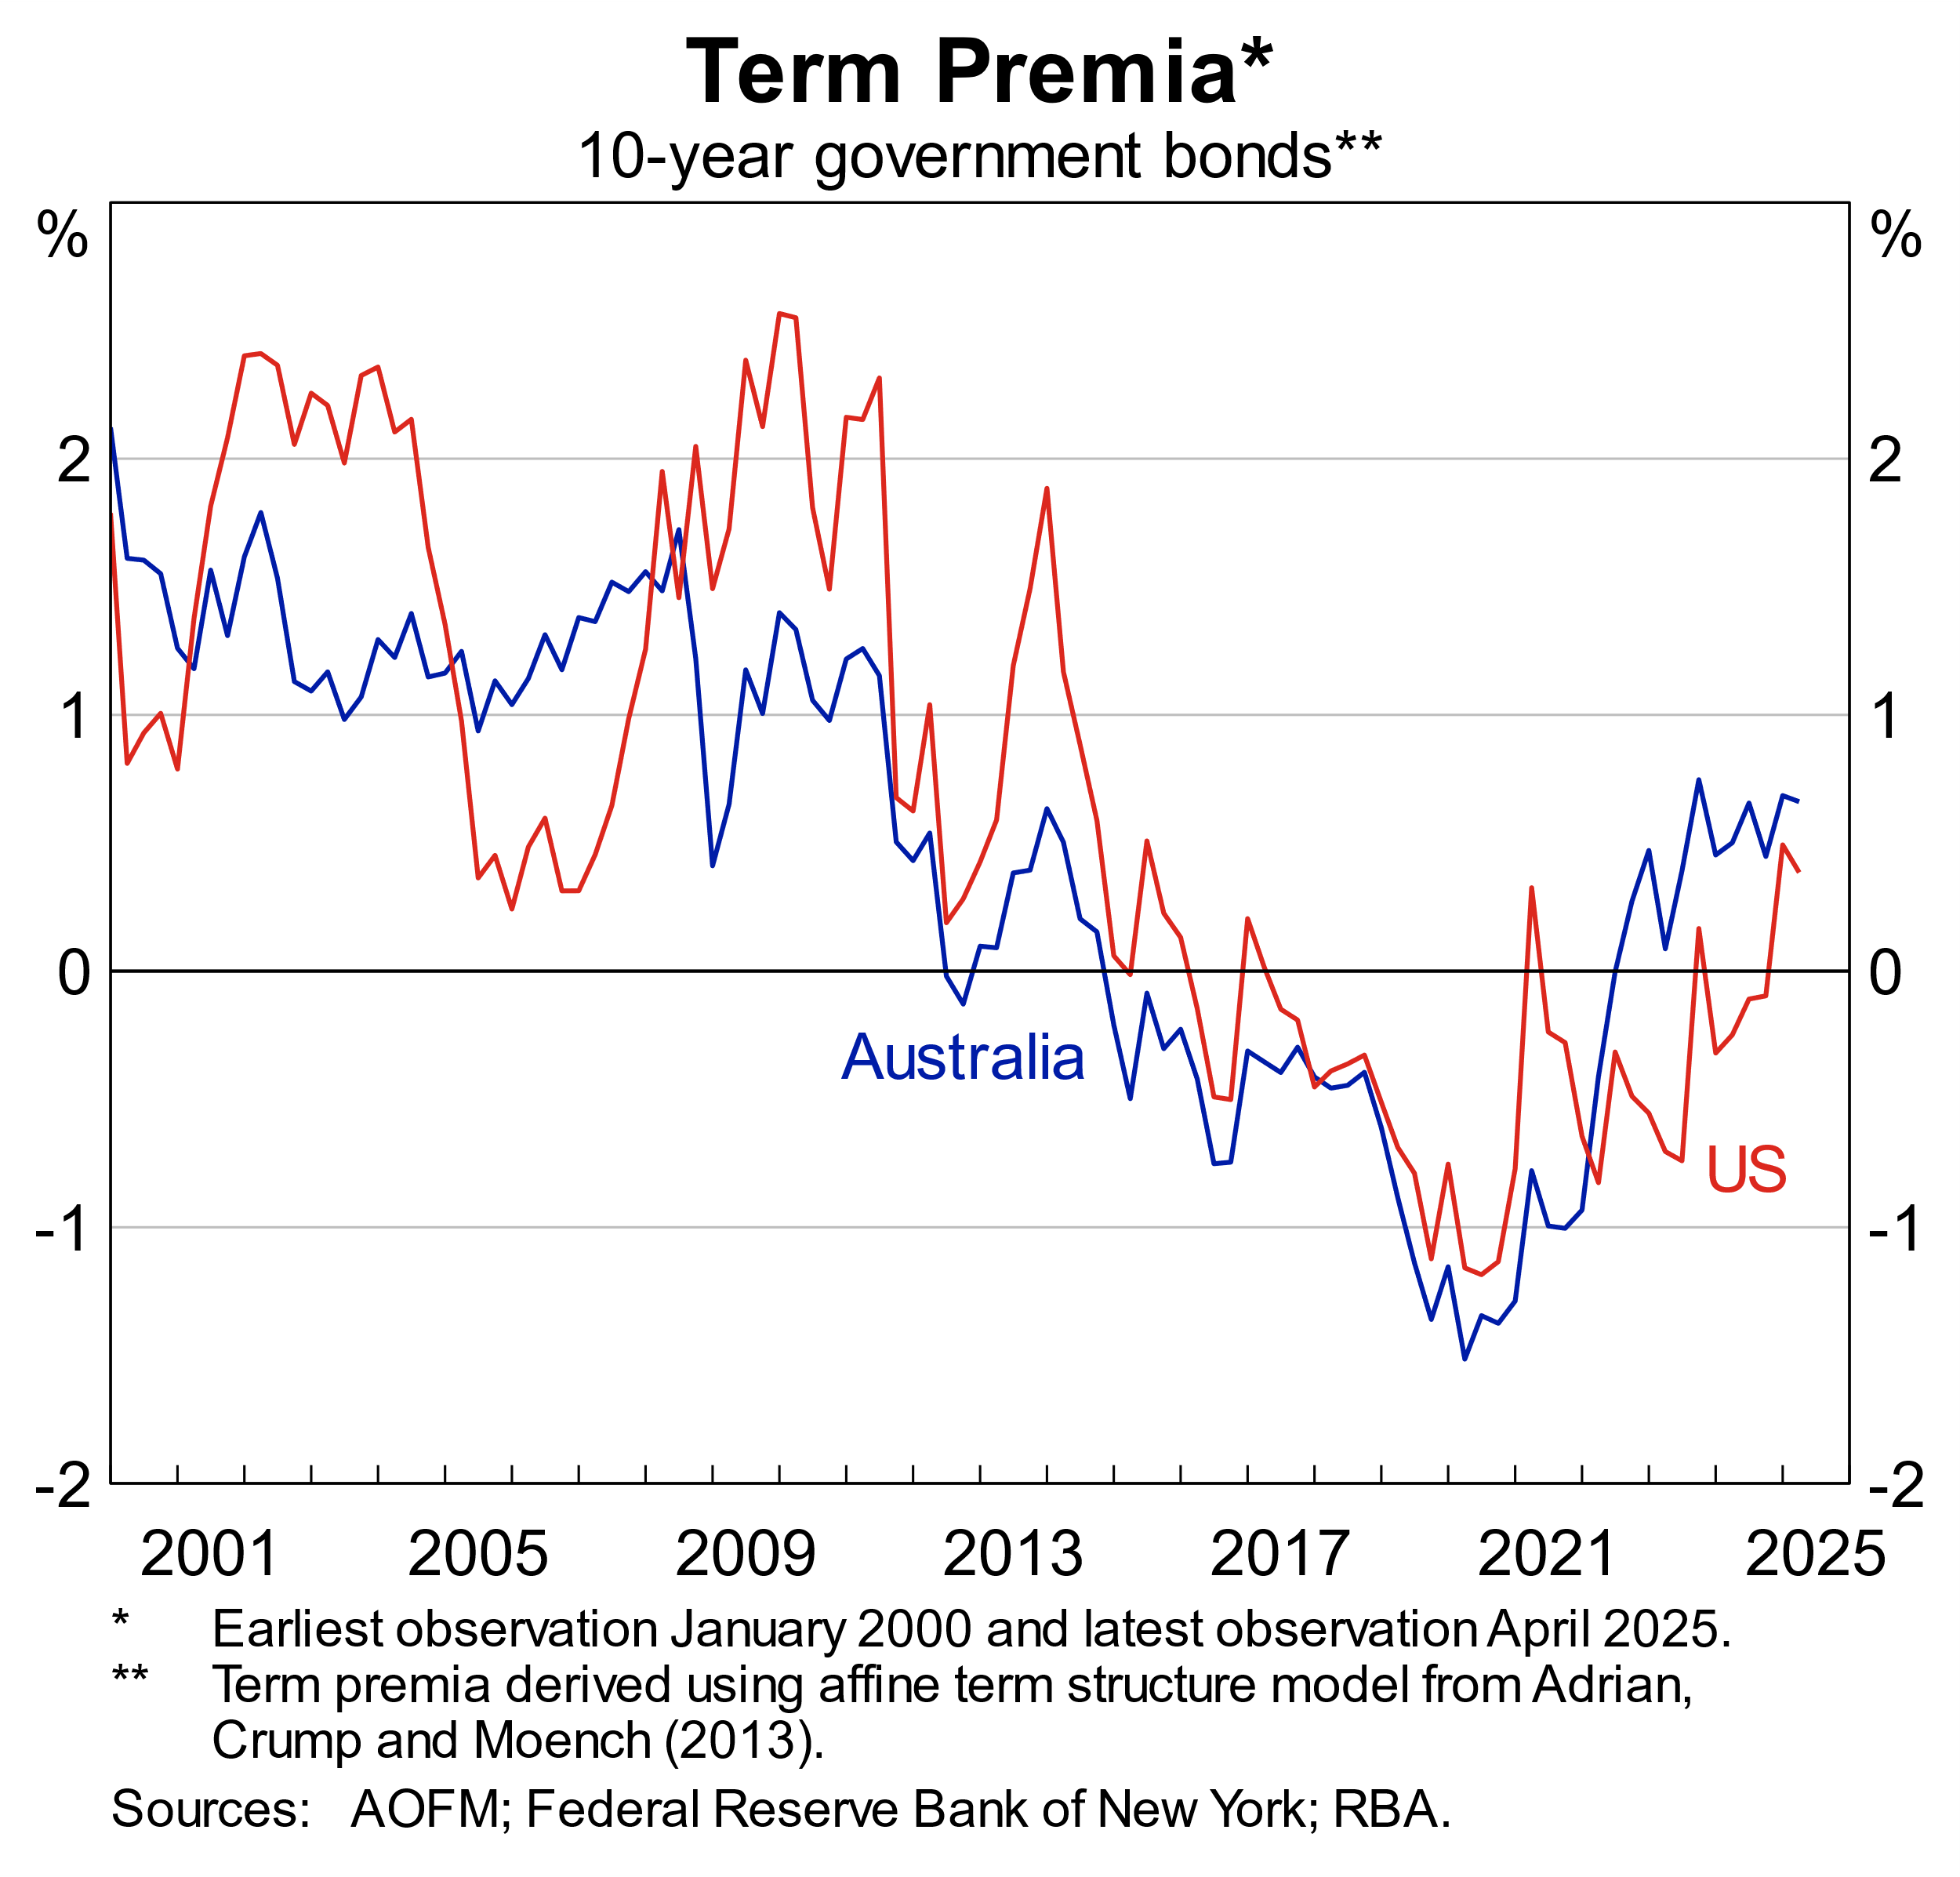 Term Premia*
10-year government bonds**
% %
2 2
1 1
0 0
Australia
US
-1 -1
-2 -2
2001 2005 2009 2013 2017 2021 2025
* Earliest observation January 2000 and latest observation April 2025.
** Term premia derived using affine term structure model from Adrian,
Crump and Moench (2013).
Sources: AOFM; Federal Reserve Bank of New York; RBA.